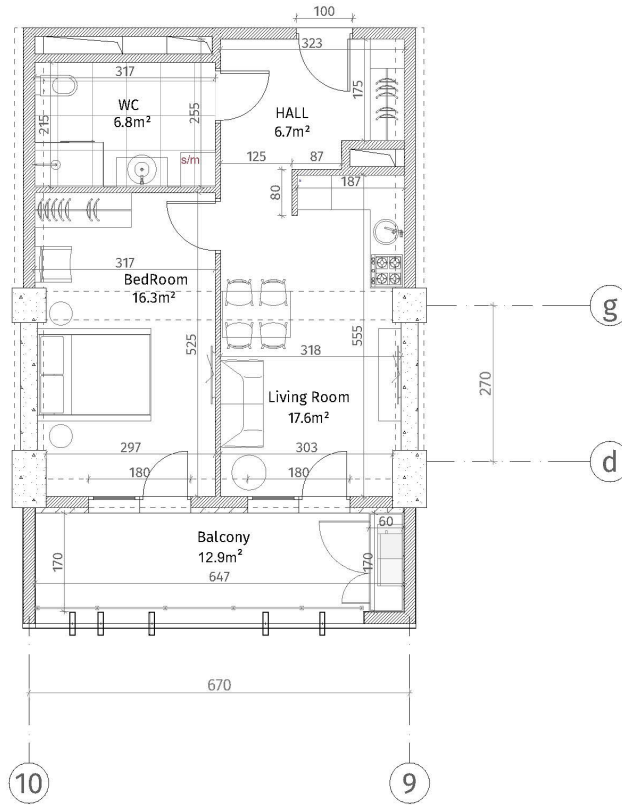 100
323
317
WC
6.8m²
215
255
s/m
HALL
6.7m²
175
125
87
80
187
317
BedRoom
16.3m²
525
555
318
Living Room
17.6m²
297
303
180
180
g
270
d
Balcony
12.9m²
170
647
60
170
670
10
9